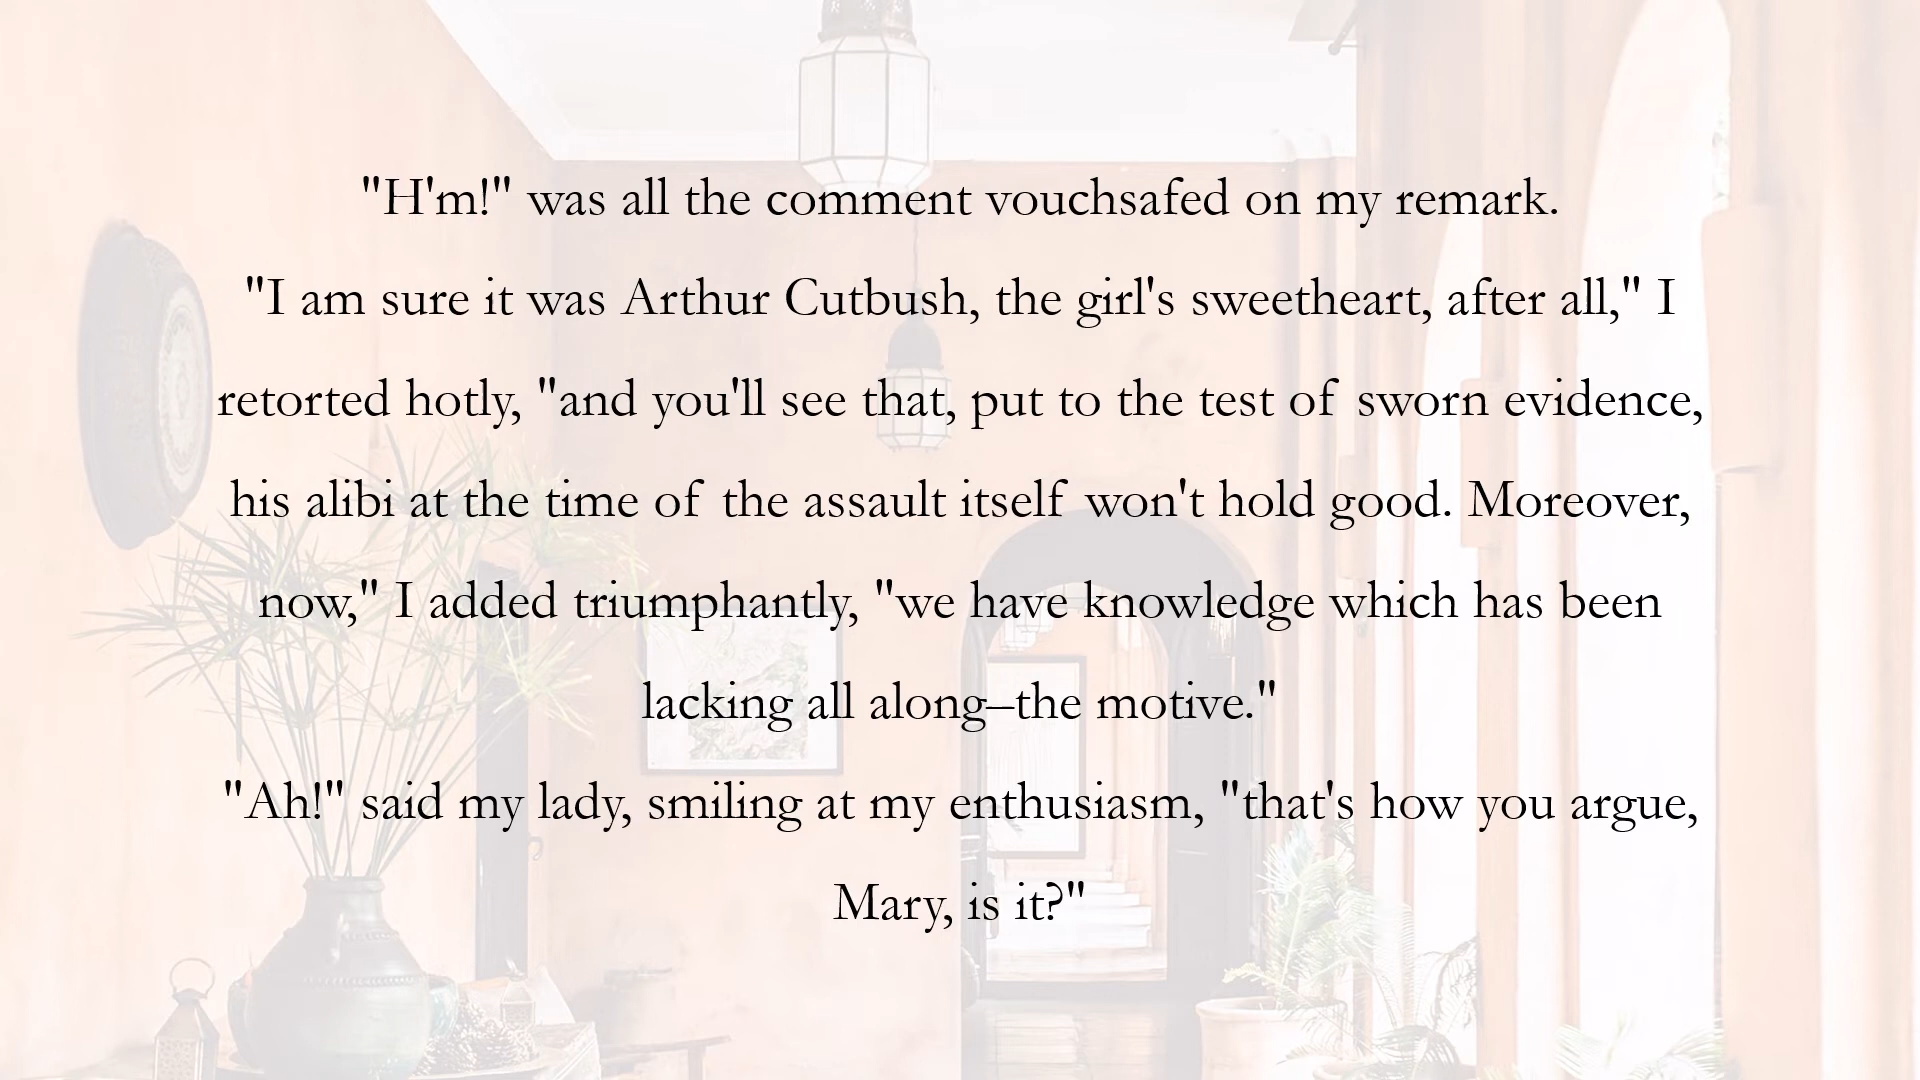 "H'm!" was all the comment vouchsafed on my remark.
"I am sure it was Arthur Cutbush, the girl's sweetheart, after all," I
retorted hotly, "and you'll see that, put to the test of sworn evidence,
his alibi at the time of the assault itself won't hold good. Moreover,
now," I added triumphantly, "we have knowledge which has been
lacking all along–the motive."
"Ah!" said my lady, smiling at my enthusiasm, "that's how you argue,
Mary, is it?"